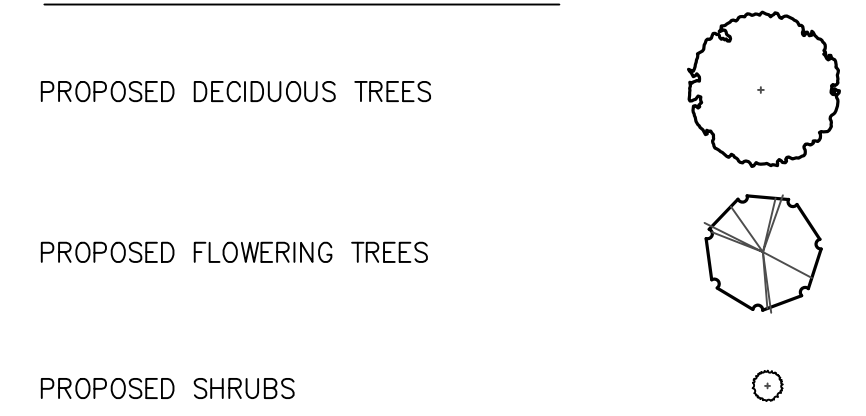 PROPOSED DECIDUOUS TREES
PROPOSED FLOWERING TREES
PROPOSED SHRUBS